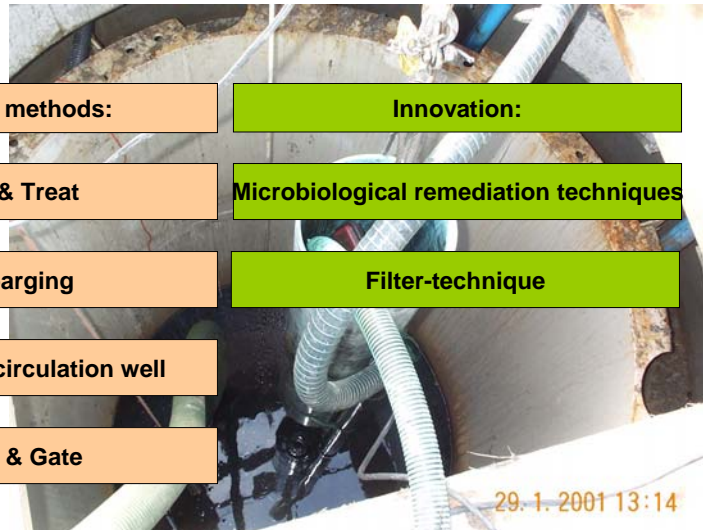 methods:
Innovation:
& Treat
Microbiological remediation techniques
arging
Filter-technique
circulation well
& Gate
29. 1. 2001 13:14